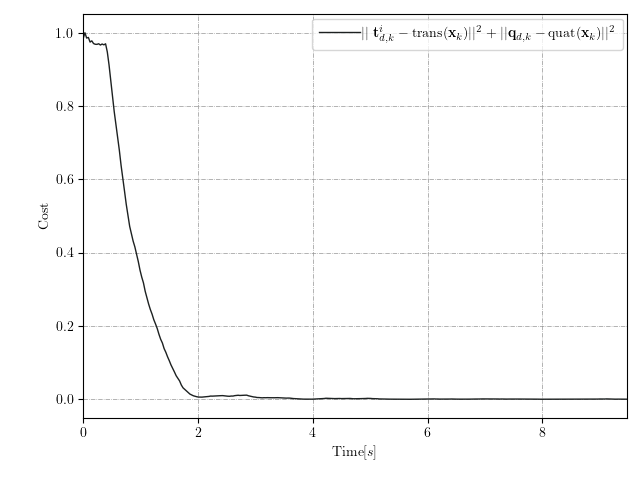 || t^i_{d,k} − trans(x_k)||² + ||q_{d,k} − quat(x_k)||²
1.0
0.8
0.6
0.4
0.2
0.0
Cost
0 2 4 6 8
Time[s]